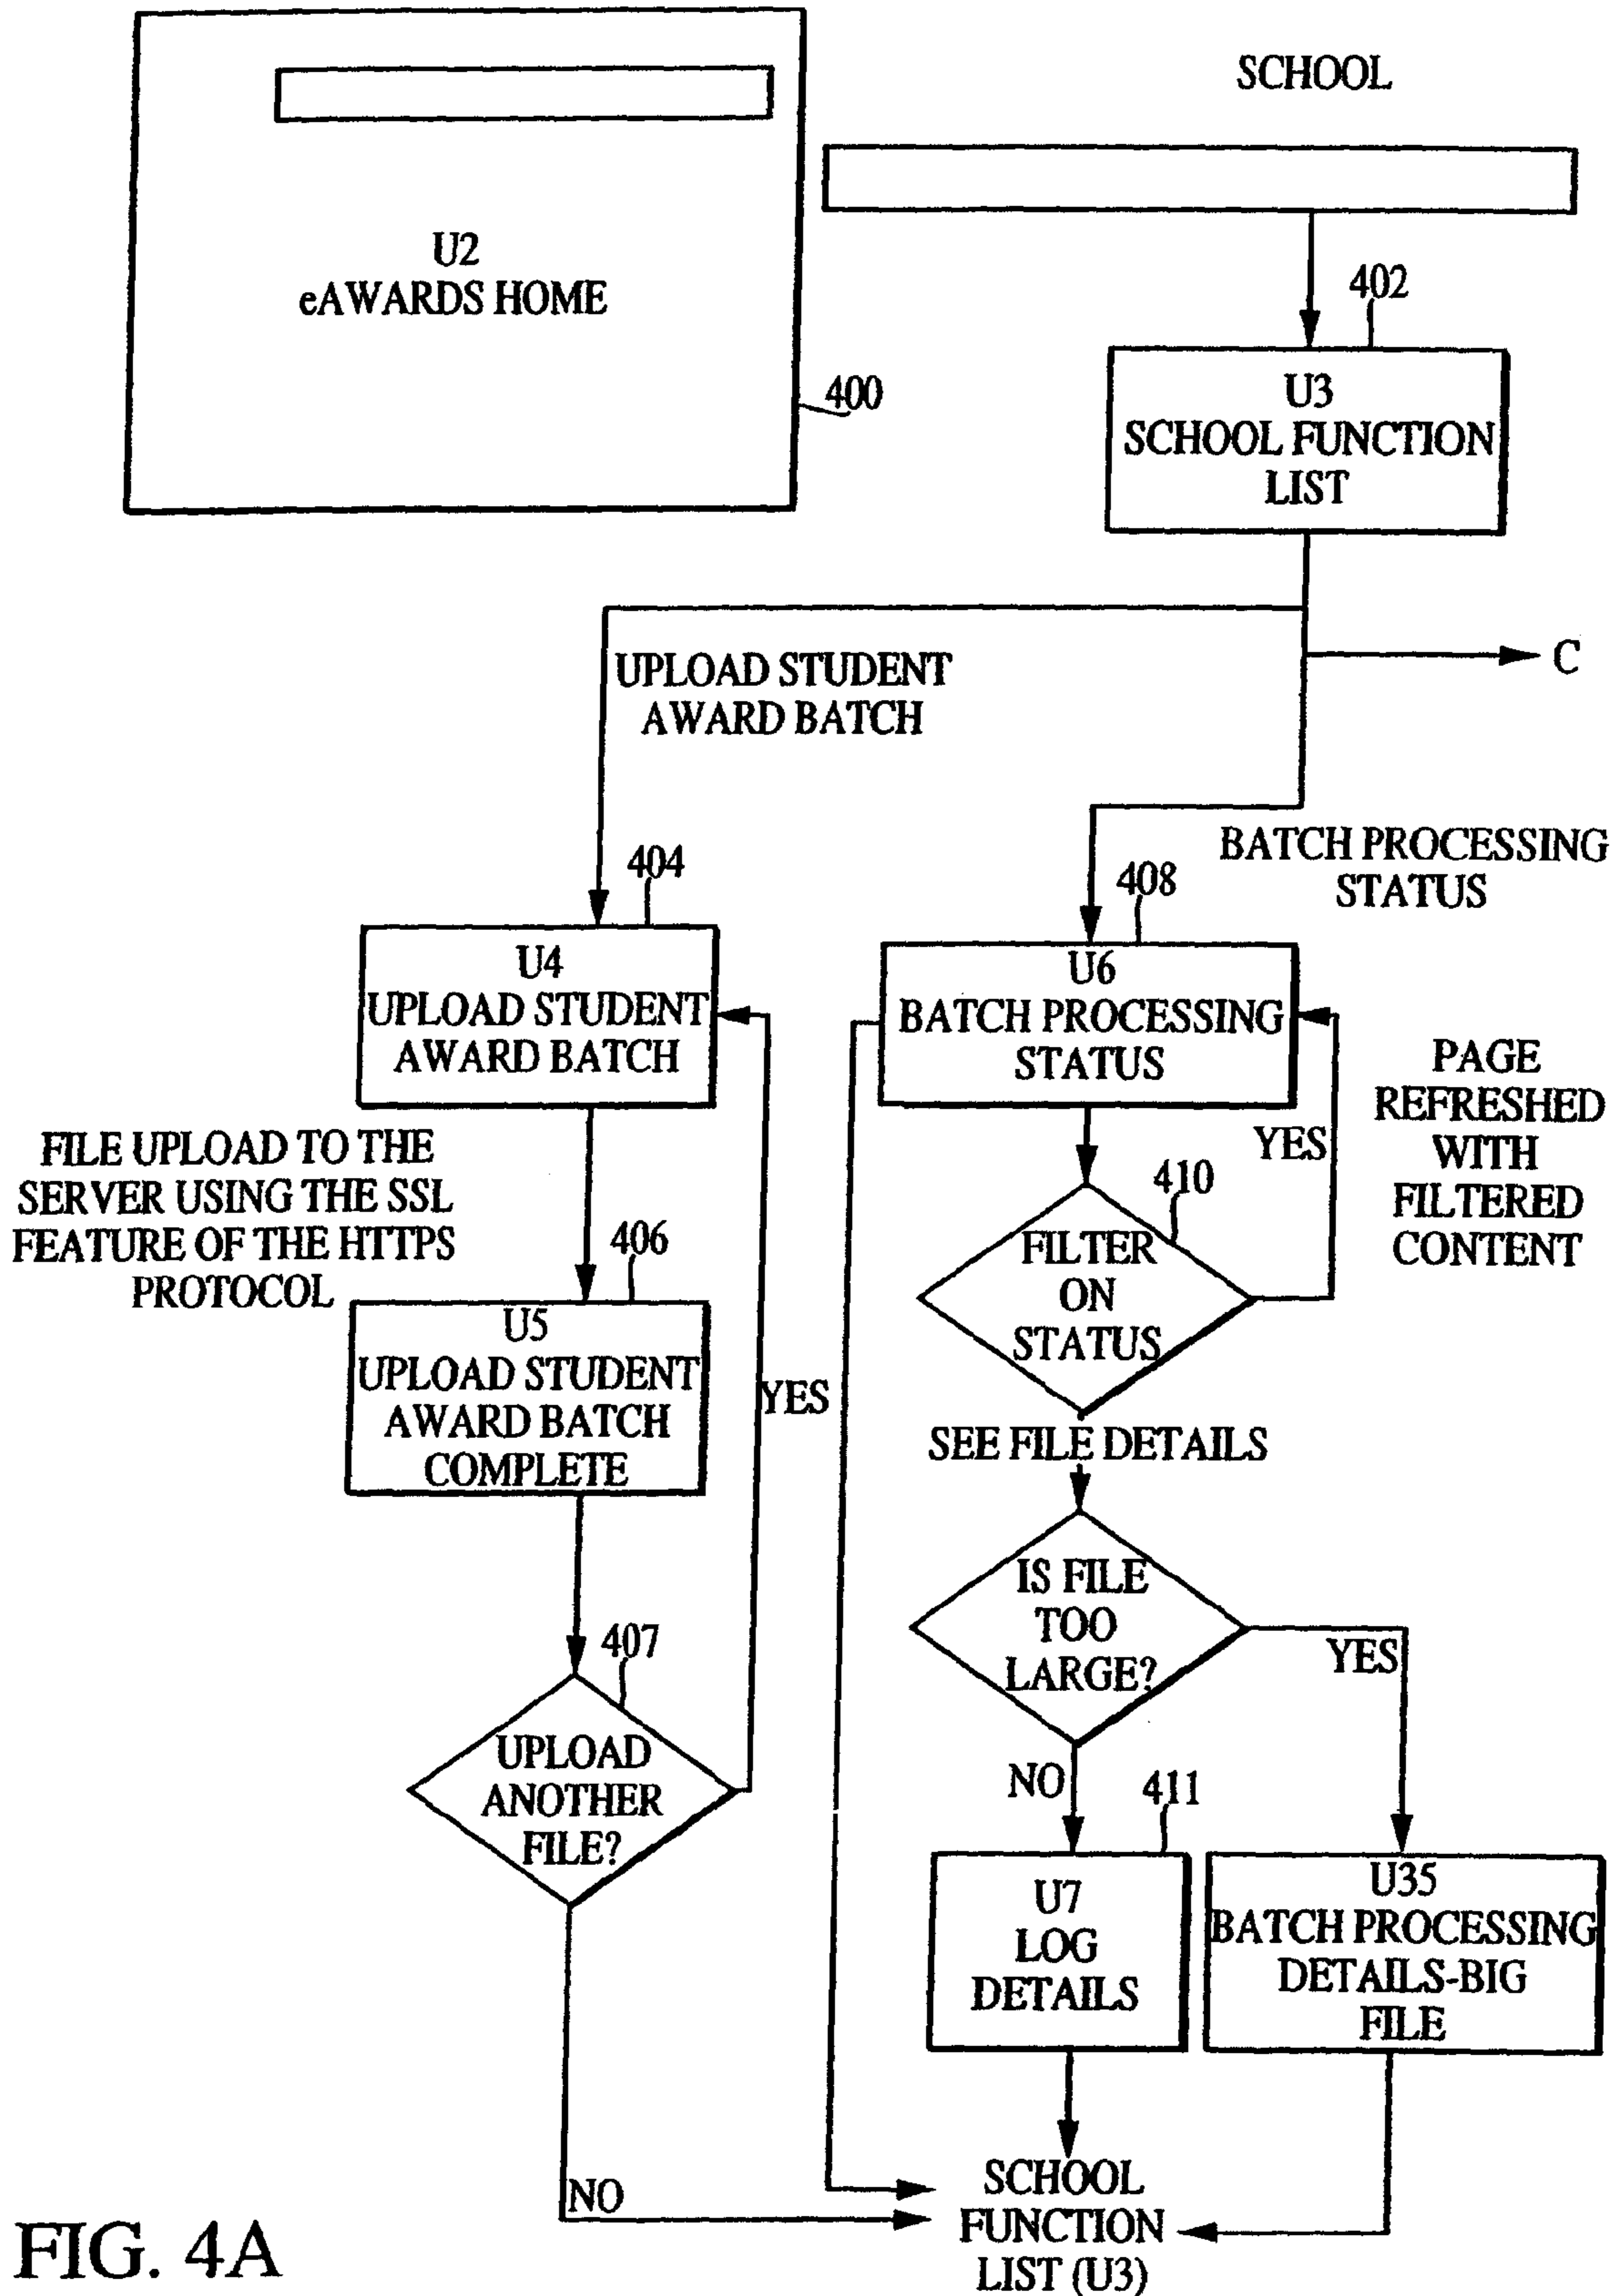 SCHOOL
U2
eAWARDS HOME
400
402
U3
SCHOOL FUNCTION
LIST
C
UPLOAD STUDENT
AWARD BATCH
BATCH PROCESSING
STATUS
404
U4
UPLOAD STUDENT
AWARD BATCH
408
U6
BATCH PROCESSING
STATUS
PAGE
REFRESHED
WITH
FILTERED
CONTENT
YES
FILE UPLOAD TO THE
SERVER USING THE SSL
FEATURE OF THE HTTPS
PROTOCOL
406
U5
UPLOAD STUDENT
AWARD BATCH
COMPLETE
YES
410
FILTER
ON
STATUS
SEE FILE DETAILS
IS FILE
TOO
LARGE?
YES
NO
407
UPLOAD
ANOTHER
FILE?
411
U7
LOG
DETAILS
U35
BATCH PROCESSING
DETAILS-BIG
FILE
NO
SCHOOL
FUNCTION
LIST (U3)
FIG. 4A